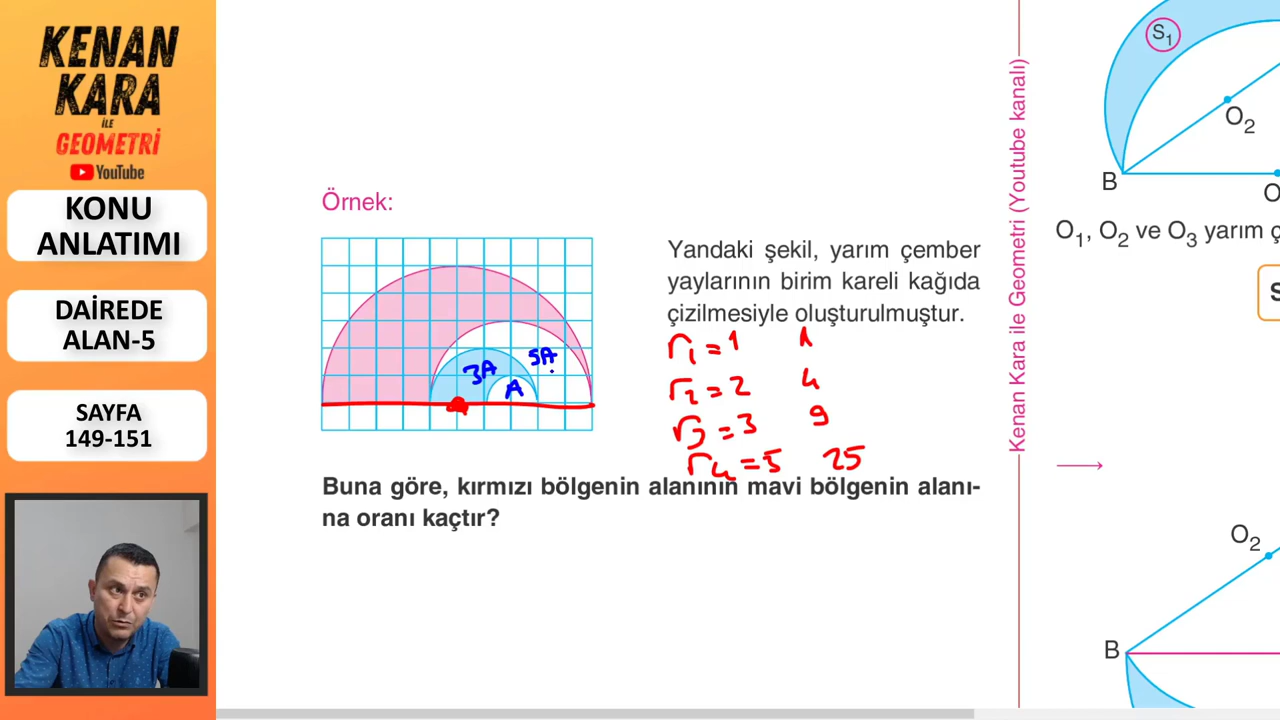 KENAN
KARA
İLE
GEOMETRİ
YouTube
KONU
ANLATIMI
DAİREDE
ALAN-5
SAYFA
149-151
Örnek:
3A
5A
A
Yandaki şekil, yarım çember
yaylarının birim kareli kağıda
çizilmesiyle oluşturulmuştur.
r1 = 1 1
r2 = 2 4
r3 = 3 9
r4 = 5 25
Buna göre, kırmızı bölgenin alanının mavi bölgenin alanı-
na oranı kaçtır?
Kenan Kara ile Geometri (Youtube kanalı)
S1
O2
B
O
O1, O2 ve O3 yarım ç
S
O2
B